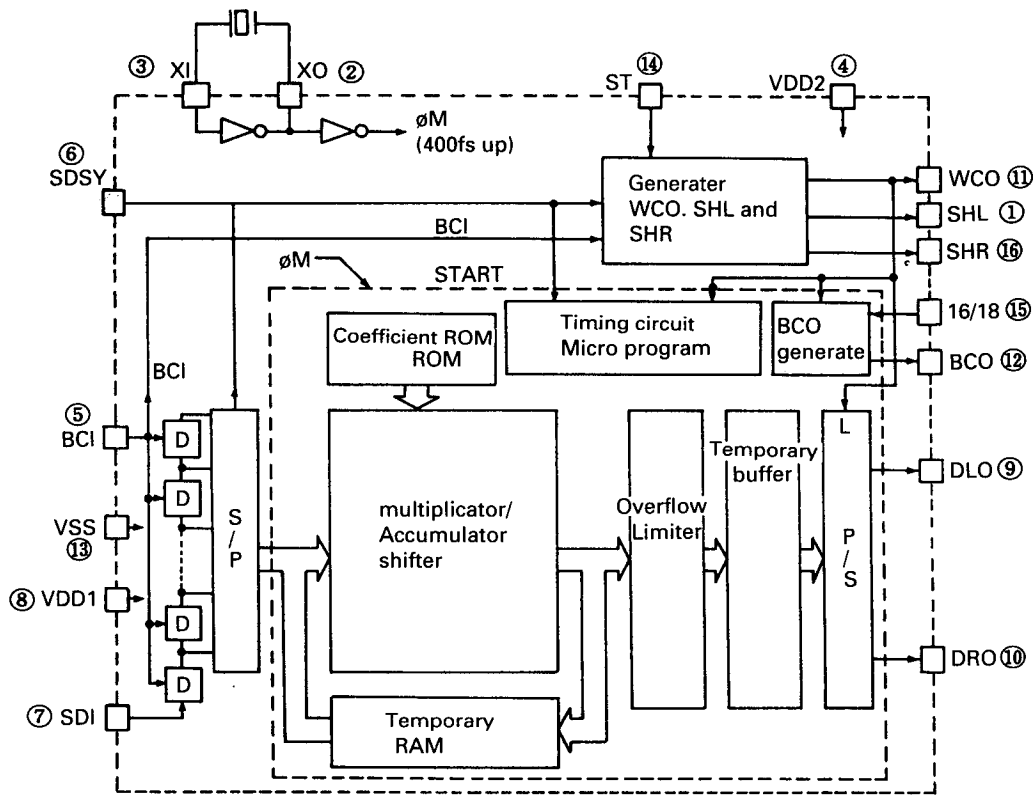 ③ XI
XO ②
ST ⑭
④
VDD2
øM
(400fs up)
⑥
SDSY
Generater
WCO. SHL and
SHR
WCO ⑪
SHL ①
SHR ⑯
BCI
øM
START
16/18 ⑮
Timing circuit
Micro program
BCO
generate
BCO ⑫
Coefficient ROM
ROM
BCI
⑤
BCI
D
D
D
D
S/P
VSS
⑬
⑧ VDD1
⑦ SDI
multiplicator/
Accumulator
shifter
Overflow
Limiter
Temporary
buffer
L
P/S
DLO ⑨
DRO ⑩
Temporary
RAM